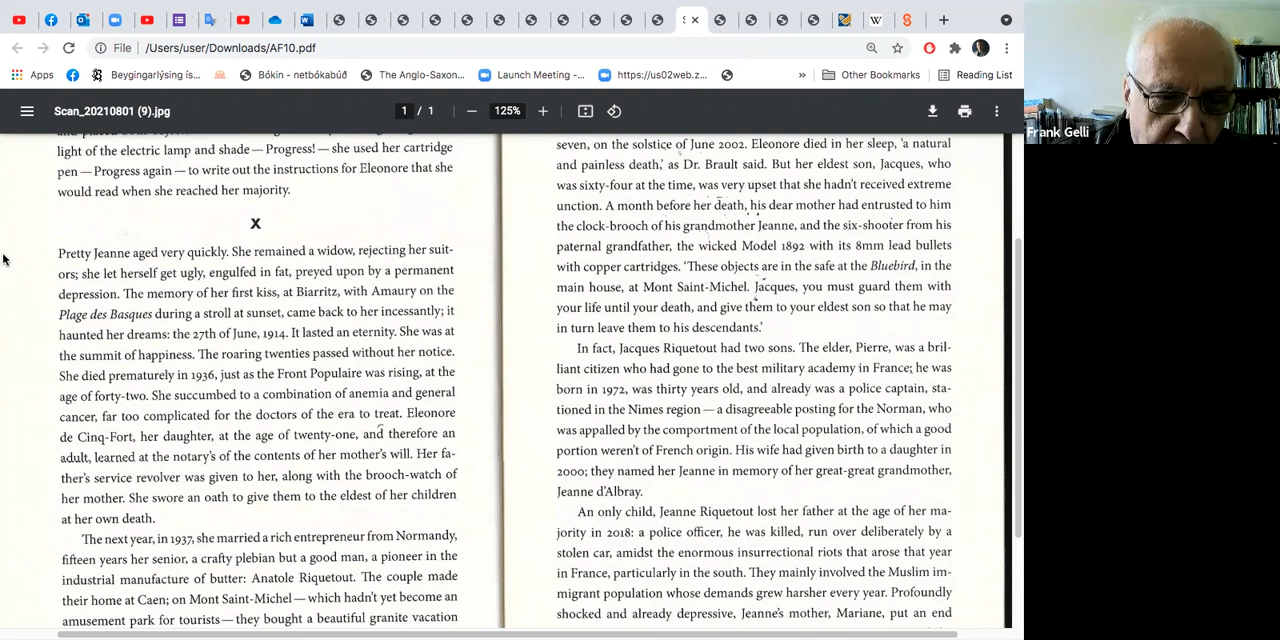 File
/Users/user/Downloads/AF10.pdf
Apps
Beygingarlýsing ís...
Bókin - netbókabúð
The Anglo-Saxon...
Launch Meeting -...
https://us02web.z...
»
Other Bookmarks
Reading List
Scan_20210801 (9).jpg
1 / 1
125%
Frank Gelli
light of the electric lamp and shade — Progress! — she used her cartridge
pen — Progress again — to write out the instructions for Eleonore that she
would read when she reached her majority.
X
Pretty Jeanne aged very quickly. She remained a widow, rejecting her suit-
ors; she let herself get ugly, engulfed in fat, preyed upon by a permanent
depression. The memory of her first kiss, at Biarritz, with Amaury on the
Plage des Basques during a stroll at sunset, came back to her incessantly; it
haunted her dreams: the 27th of June, 1914. It lasted an eternity. She was at
the summit of happiness. The roaring twenties passed without her notice.
She died prematurely in 1936, just as the Front Populaire was rising, at the
age of forty-two. She succumbed to a combination of anemia and general
cancer, far too complicated for the doctors of the era to treat. Eleonore
de Cinq-Fort, her daughter, at the age of twenty-one, and therefore an
adult, learned at the notary's of the contents of her mother's will. Her fa-
ther's service revolver was given to her, along with the brooch-watch of
her mother. She swore an oath to give them to the eldest of her children
at her own death.
The next year, in 1937, she married a rich entrepreneur from Normandy,
fifteen years her senior, a crafty plebian but a good man, a pioneer in the
industrial manufacture of butter: Anatole Riquetout. The couple made
their home at Caen; on Mont Saint-Michel — which hadn't yet become an
amusement park for tourists — they bought a beautiful granite vacation
seven, on the solstice of June 2002. Eleonore died in her sleep, 'a natural
and painless death,' as Dr. Brault said. But her eldest son, Jacques, who
was sixty-four at the time, was very upset that she hadn't received extreme
unction. A month before her death, his dear mother had entrusted to him
the clock-brooch of his grandmother Jeanne, and the six-shooter from his
paternal grandfather, the wicked Model 1892 with its 8mm lead bullets
with copper cartridges. 'These objects are in the safe at the Bluebird, in the
main house, at Mont Saint-Michel. Jacques, you must guard them with
your life until your death, and give them to your eldest son so that he may
in turn leave them to his descendants.'
In fact, Jacques Riquetout had two sons. The elder, Pierre, was a bril-
liant citizen who had gone to the best military academy in France; he was
born in 1972, was thirty years old, and already was a police captain, sta-
tioned in the Nimes region — a disagreeable posting for the Norman, who
was appalled by the comportment of the local population, of which a good
portion weren't of French origin. His wife had given birth to a daughter in
2000; they named her Jeanne in memory of her great-great grandmother,
Jeanne d'Albray.
An only child, Jeanne Riquetout lost her father at the age of her ma-
jority in 2018: a police officer, he was killed, run over deliberately by a
stolen car, amidst the enormous insurrectional riots that arose that year
in France, particularly in the south. They mainly involved the Muslim im-
migrant population whose demands grew harsher every year. Profoundly
shocked and already depressive, Jeanne's mother, Mariane, put an end